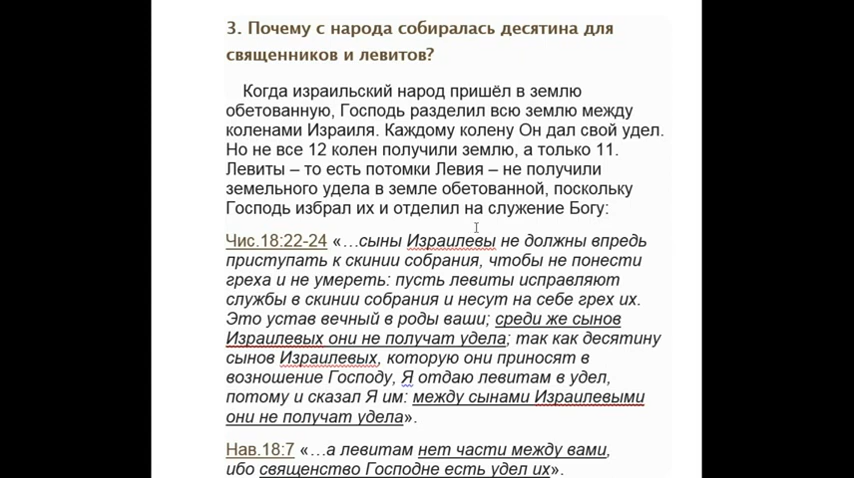 3. Почему с народа собиралась десятина для
священников и левитов?
Когда израильский народ пришёл в землю
обетованную, Господь разделил всю землю между
коленами Израиля. Каждому колену Он дал свой удел.
Но не все 12 колен получили землю, а только 11.
Левиты – то есть потомки Левия – не получили
земельного удела в земле обетованной, поскольку
Господь избрал их и отделил на служение Богу:
Чис.18:22-24 «…сыны Израилевы не должны впредь
приступать к скинии собрания, чтобы не понести
греха и не умереть: пусть левиты исправляют
службы в скинии собрания и несут на себе грех их.
Это устав вечный в роды ваши; среди же сынов
Израилевых они не получат удела; так как десятину
сынов Израилевых, которую они приносят в
возношение Господу, Я отдаю левитам в удел,
потому и сказал Я им: между сынами Израилевыми
они не получат удела».
Нав.18:7 «…а левитам нет части между вами,
ибо священство Господне есть удел их».